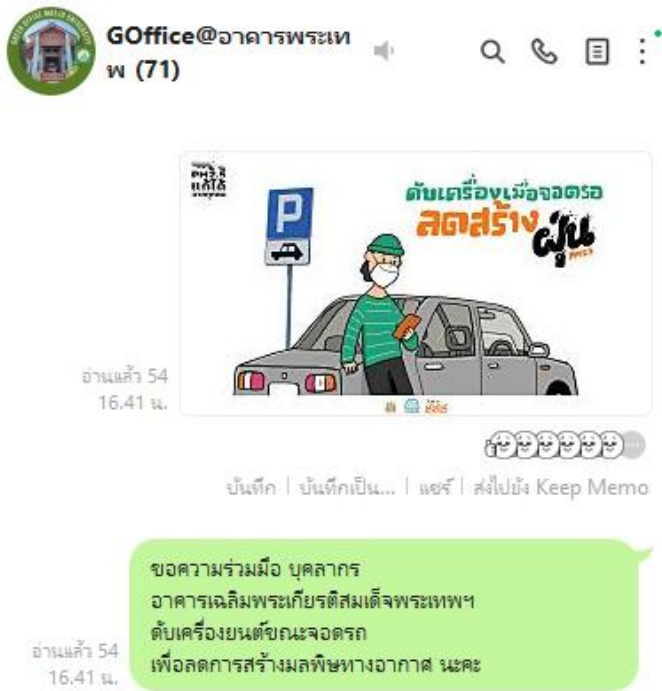 GOffice@อาคารพระเท
พ (71)
P
ดับเครื่องเมื่อจอดรอ
ลดสร้าง
ฝุ่น
PM2.5
อ่านแล้ว 54
16.41 น.
บันทึก | บันทึกเป็น... | แชร์ | ส่งไปยัง Keep Memo
ขอความร่วมมือ บุคลากร
อาคารเฉลิมพระเกียรติสมเด็จพระเทพฯ
ดับเครื่องยนต์ขณะจอดรถ
เพื่อลดการสร้างมลพิษทางอากาศ นะคะ
อ่านแล้ว 54
16.41 น.